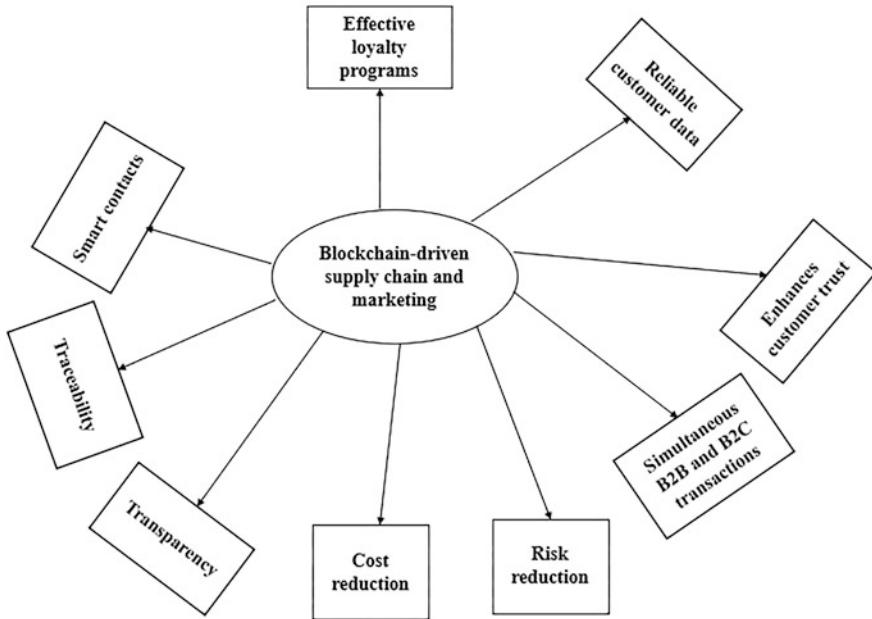 Effective
loyalty
programs
Reliable
customer data
Smart contacts
Blockchain-driven
supply chain and
marketing
Enhances
customer trust
Traceability
Simultaneous
B2B and B2C
transactions
Transparency
Cost
reduction
Risk
reduction